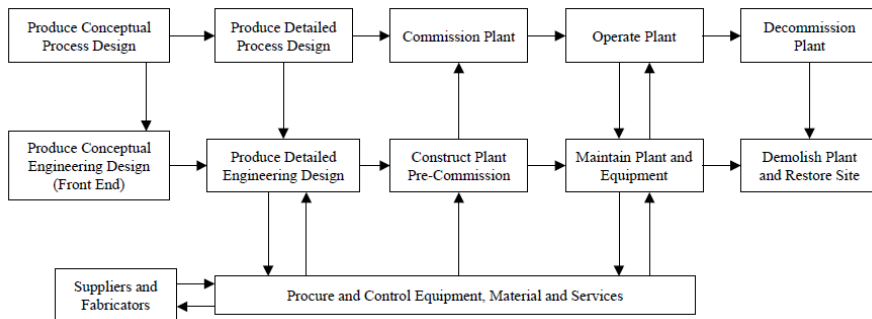 Produce Conceptual
Process Design
Produce Detailed
Process Design
Commission Plant
Operate Plant
Decommission
Plant
Produce Conceptual
Engineering Design
(Front End)
Produce Detailed
Engineering Design
Construct Plant
Pre-Commission
Maintain Plant and
Equipment
Demolish Plant
and Restore Site
Suppliers and
Fabricators
Procure and Control Equipment, Material and Services